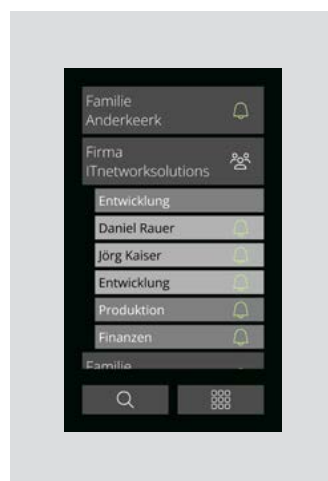 Familie
Anderkeerk
Firma
ITnetworksolutions
Entwicklung
Daniel Rauer
Jörg Kaiser
Entwicklung
Produktion
Finanzen
Familie